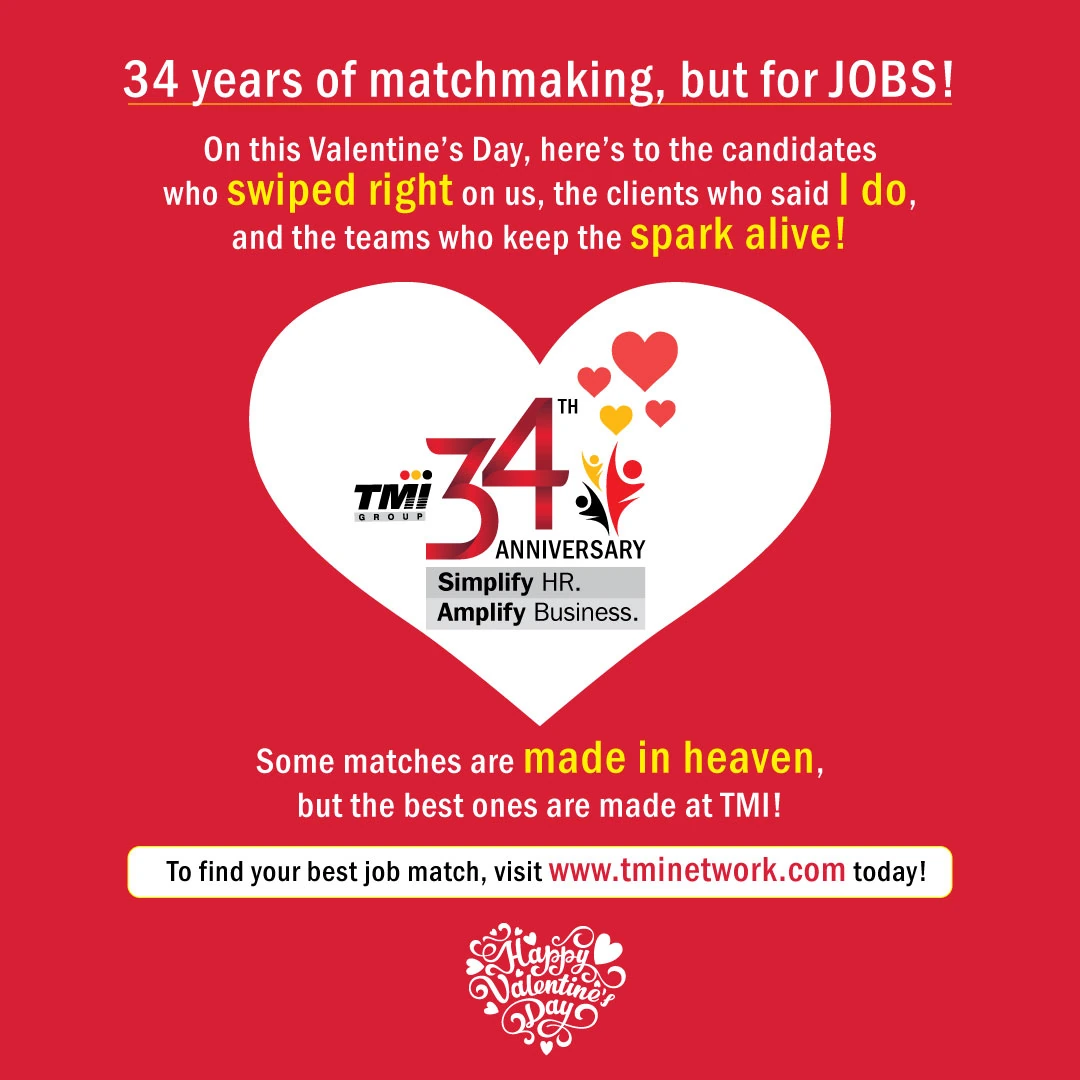 34 years of matchmaking, but for JOBS!
On this Valentine's Day, here's to the candidates
who swiped right on us, the clients who said I do,
and the teams who keep the spark alive!
34TH
TMI
GROUP
ANNIVERSARY
Simplify HR.
Amplify Business.
Some matches are made in heaven,
but the best ones are made at TMI!
To find your best job match, visit www.tminetwork.com today!
Happy
Valentine's
Day